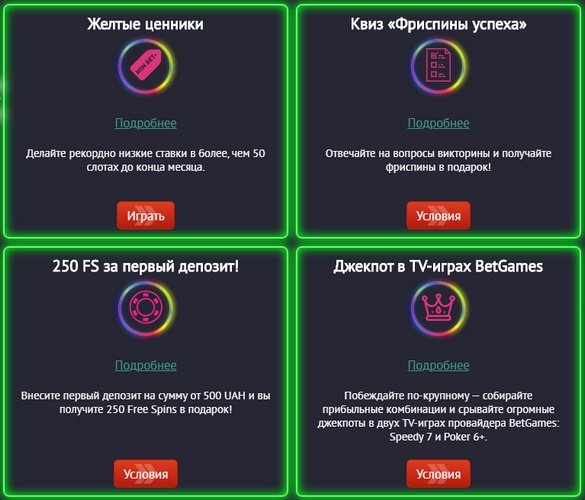 Желтые ценники
MIN BET
Подробнее
Делайте рекордно низкие ставки в более, чем 50
слотах до конца месяца.
Играть
Квиз «Фриспины успеха»
Подробнее
Отвечайте на вопросы викторины и получайте
фриспины в подарок!
Условия
250 FS за первый депозит!
Подробнее
Внесите первый депозит на сумму от 500 UAH и вы
получите 250 Free Spins в подарок!
Условия
Джекпот в TV-играх BetGames
Подробнее
Побеждайте по-крупному — собирайте
прибыльные комбинации и срывайте огромные
джекпоты в двух TV-играх провайдера BetGames:
Speedy 7 и Poker 6+.
Условия